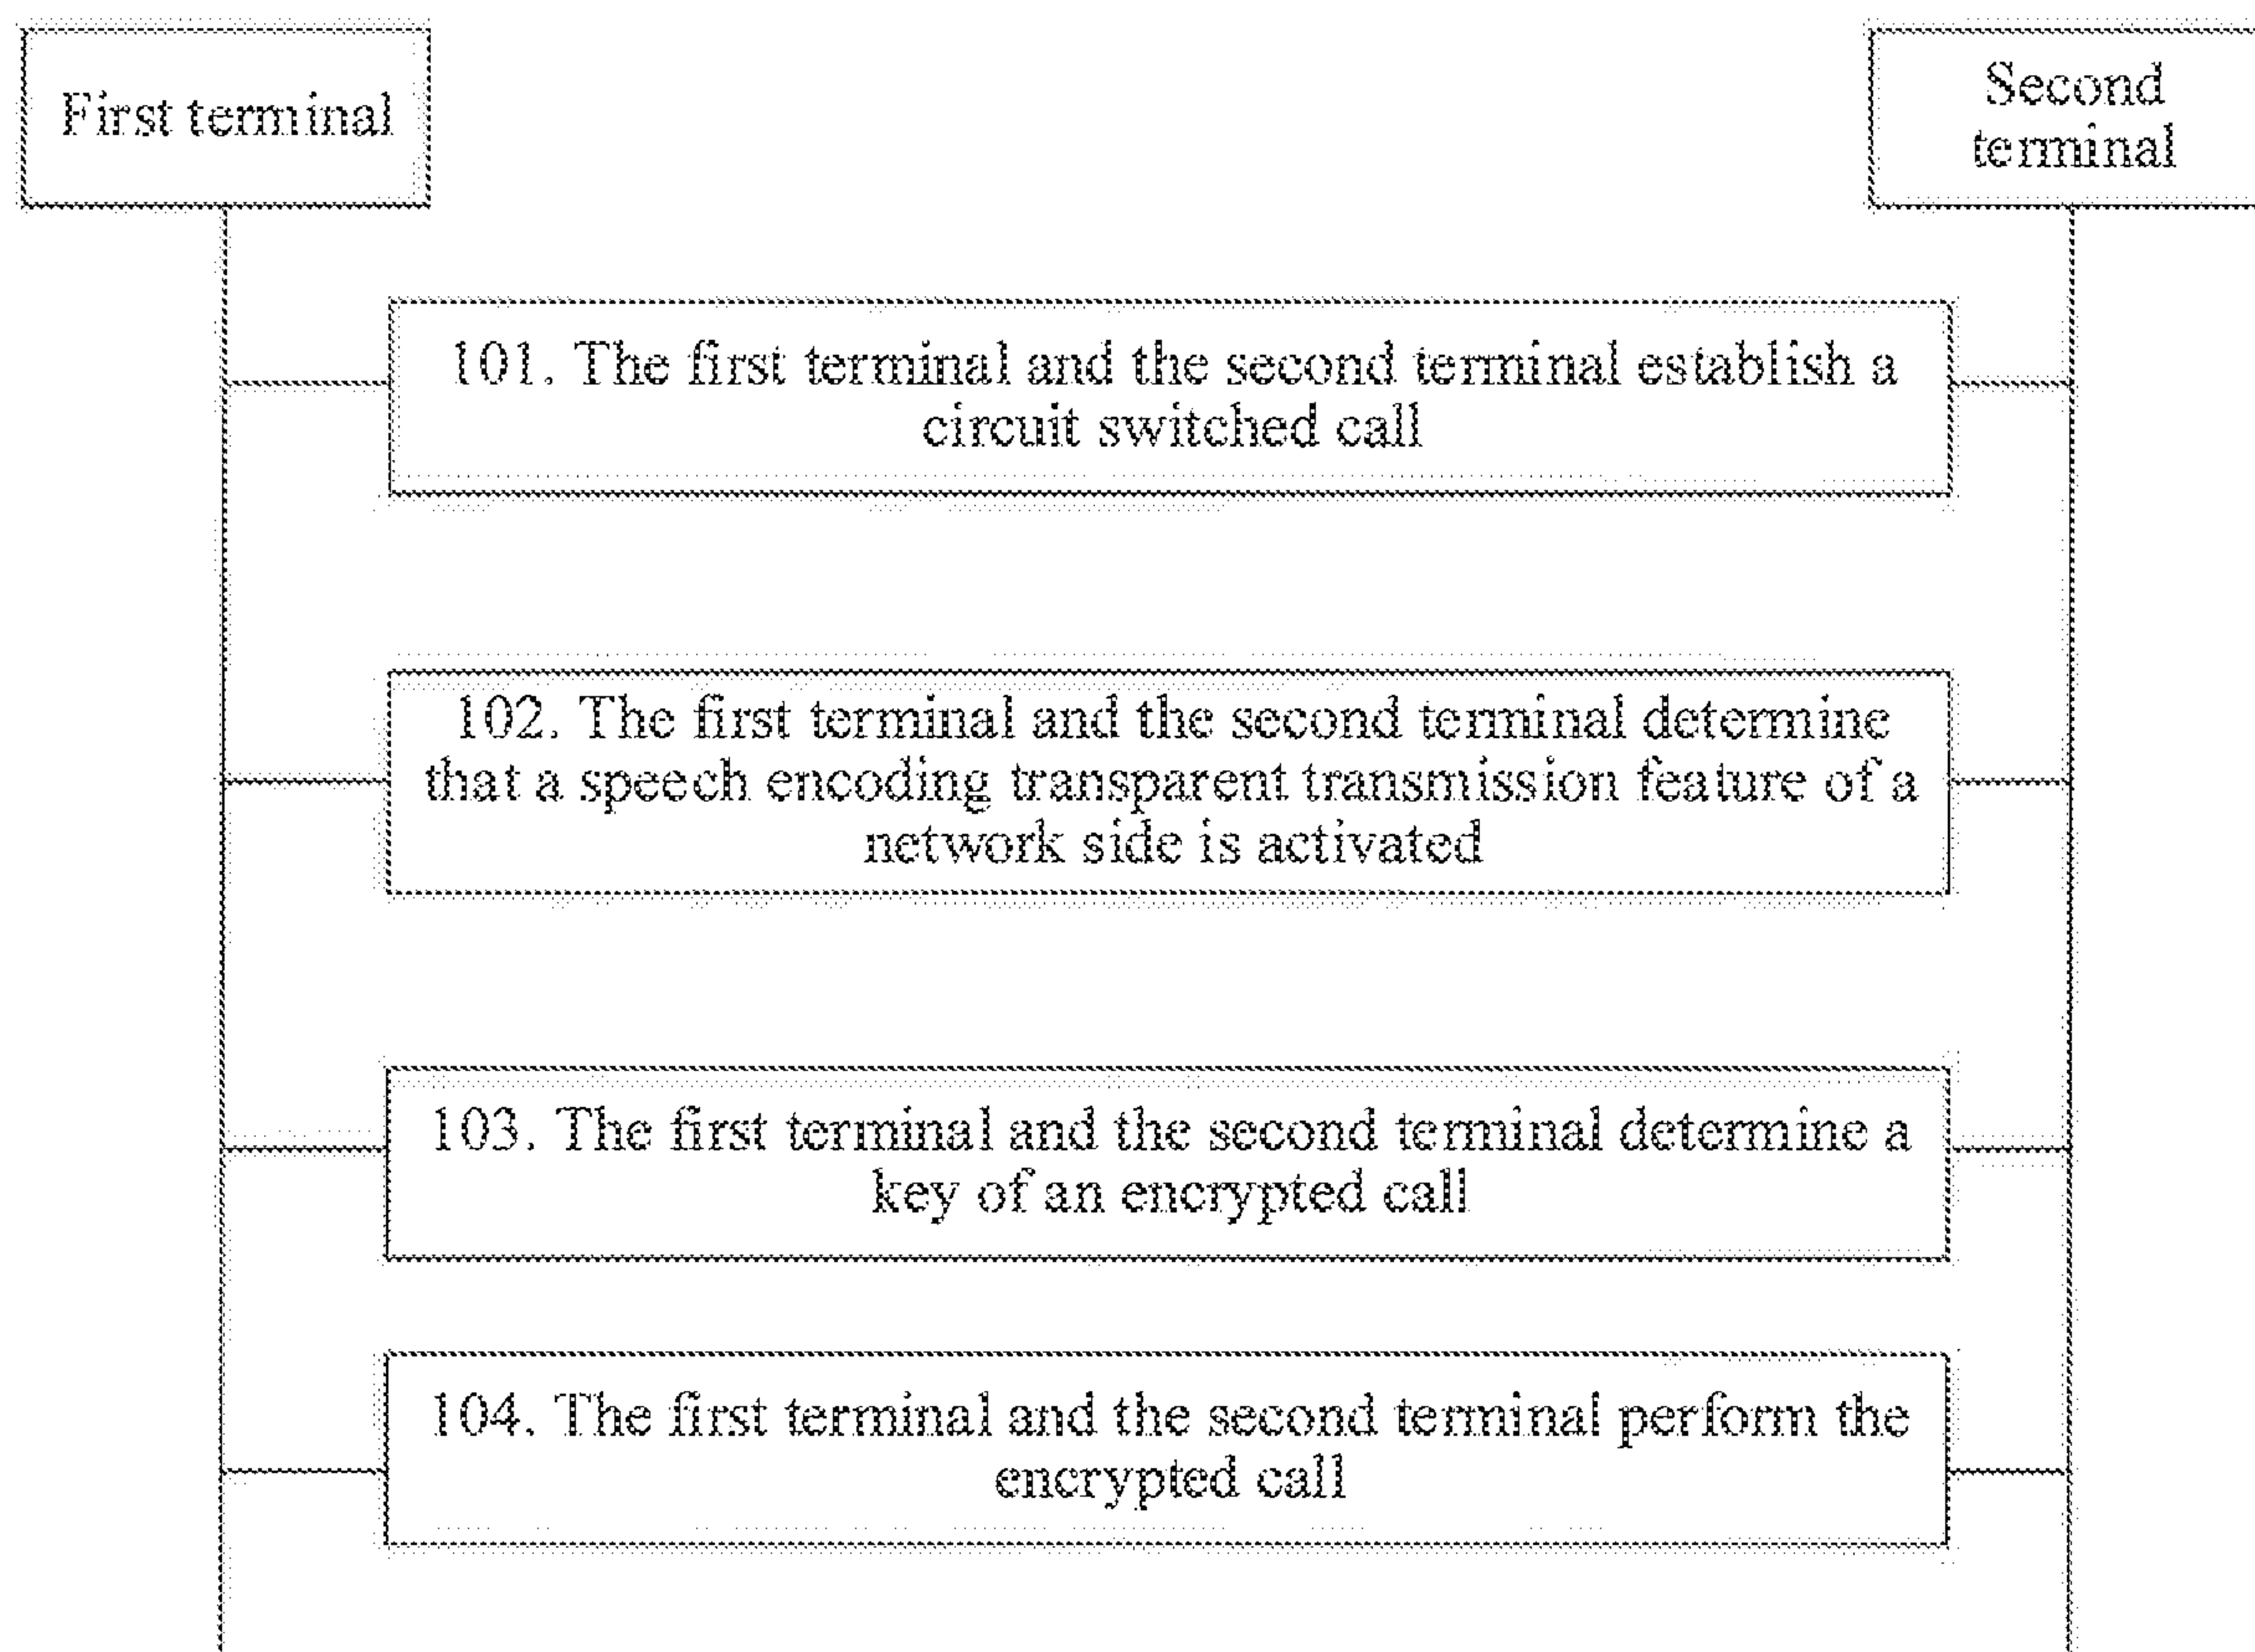 First terminal
Second
terminal
101. The first terminal and the second terminal establish a
circuit switched call
102. The first terminal and the second terminal determine
that a speech encoding transparent transmission feature of a
network side is activated
103. The first terminal and the second terminal determine a
key of an encrypted call
104. The first terminal and the second terminal perform the
encrypted call